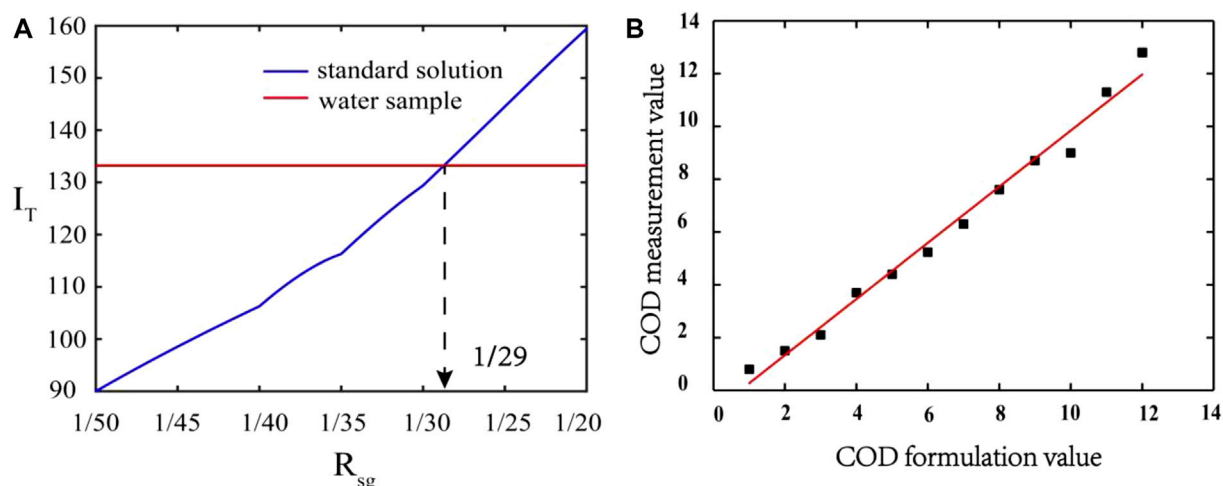 A
160
150
140
130
120
110
100
90
I_T
standard solution
water sample
1/29
1/50 1/45 1/40 1/35 1/30 1/25 1/20
R_sg
B
14
12
10
8
6
4
2
0
COD measurement value
0 2 4 6 8 10 12 14
COD formulation value